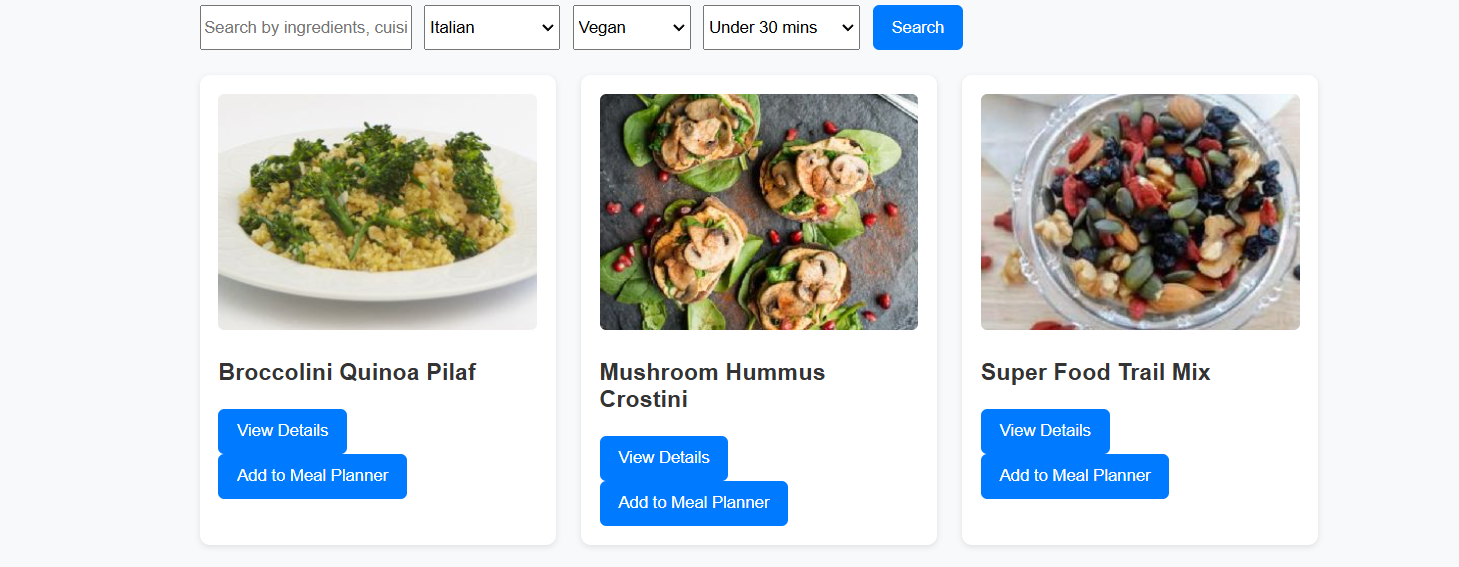 Search by ingredients, cuisi
Italian
Vegan
Under 30 mins
Search
Broccolini Quinoa Pilaf
View Details
Add to Meal Planner
Mushroom Hummus
Crostini
View Details
Add to Meal Planner
Super Food Trail Mix
View Details
Add to Meal Planner